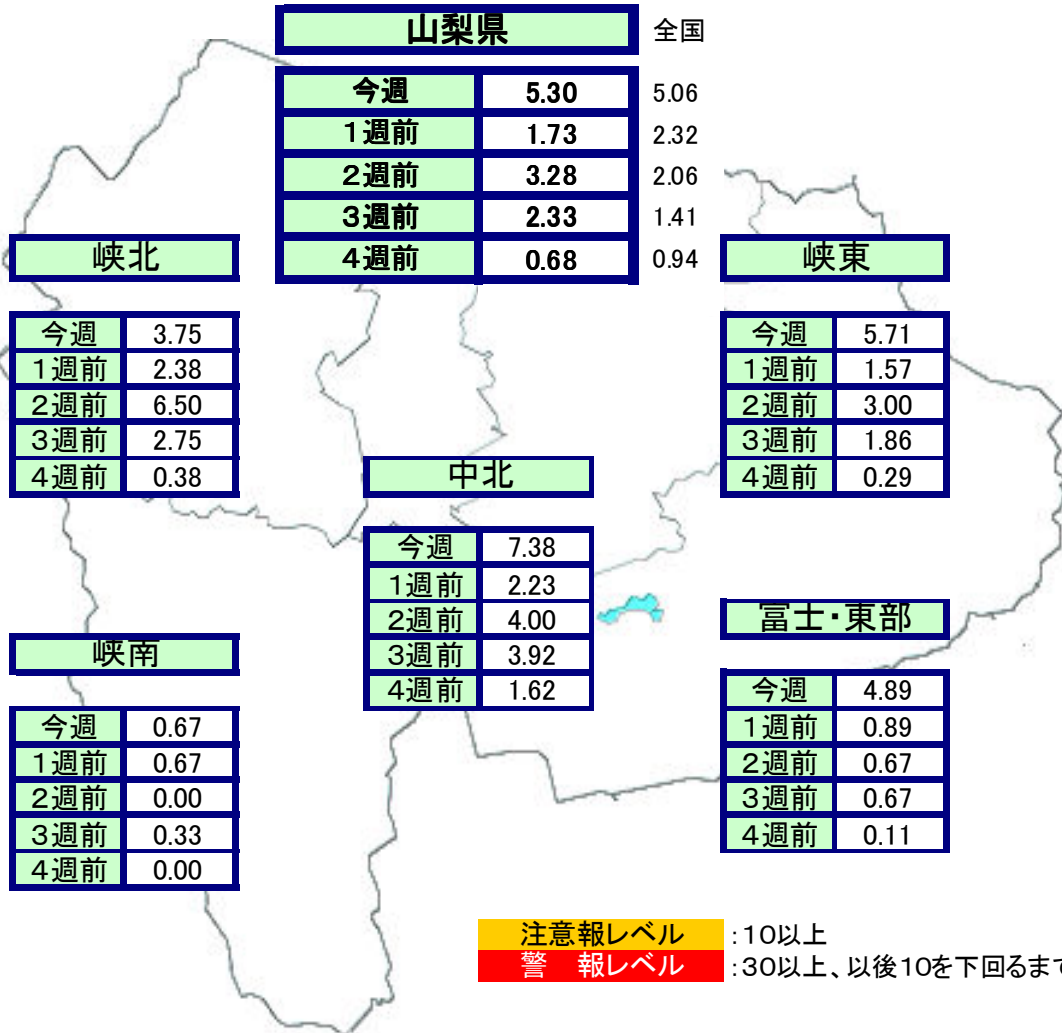 山梨県 全国
今週 5.30 5.06
1週前 1.73 2.32
2週前 3.28 2.06
3週前 2.33 1.41
4週前 0.68 0.94
峡北
今週 3.75
1週前 2.38
2週前 6.50
3週前 2.75
4週前 0.38
峡東
今週 5.71
1週前 1.57
2週前 3.00
3週前 1.86
4週前 0.29
中北
今週 7.38
1週前 2.23
2週前 4.00
3週前 3.92
4週前 1.62
峡南
今週 0.67
1週前 0.67
2週前 0.00
3週前 0.33
4週前 0.00
富士・東部
今週 4.89
1週前 0.89
2週前 0.67
3週前 0.67
4週前 0.11
注意報レベル :10以上
警 報レベル :30以上、以後10を下回るまで